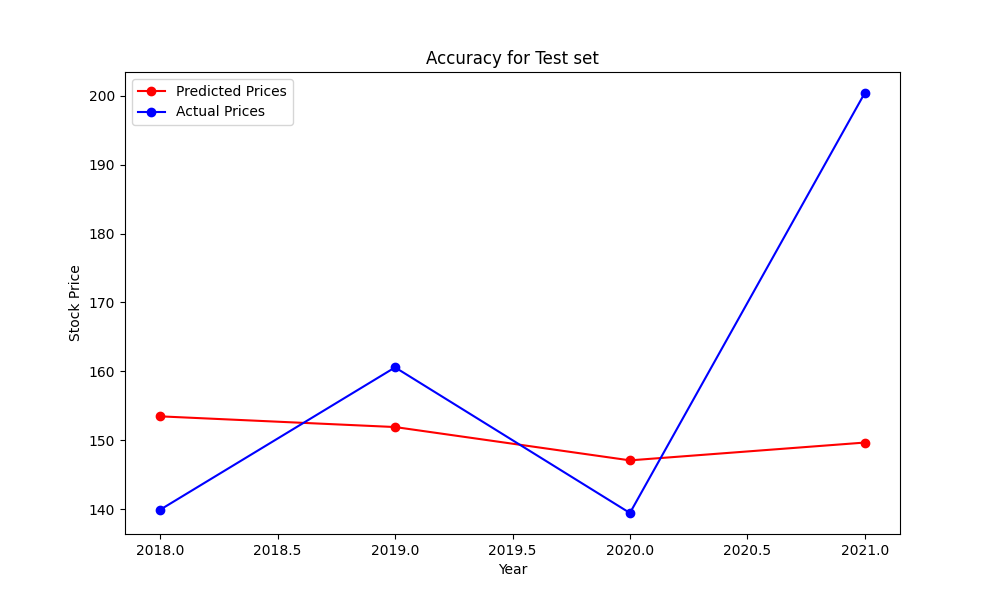 Accuracy for Test set
Predicted Prices
Actual Prices
200
190
180
170
160
150
140
Stock Price
2018.0
2018.5
2019.0
2019.5
2020.0
2020.5
2021.0
Year